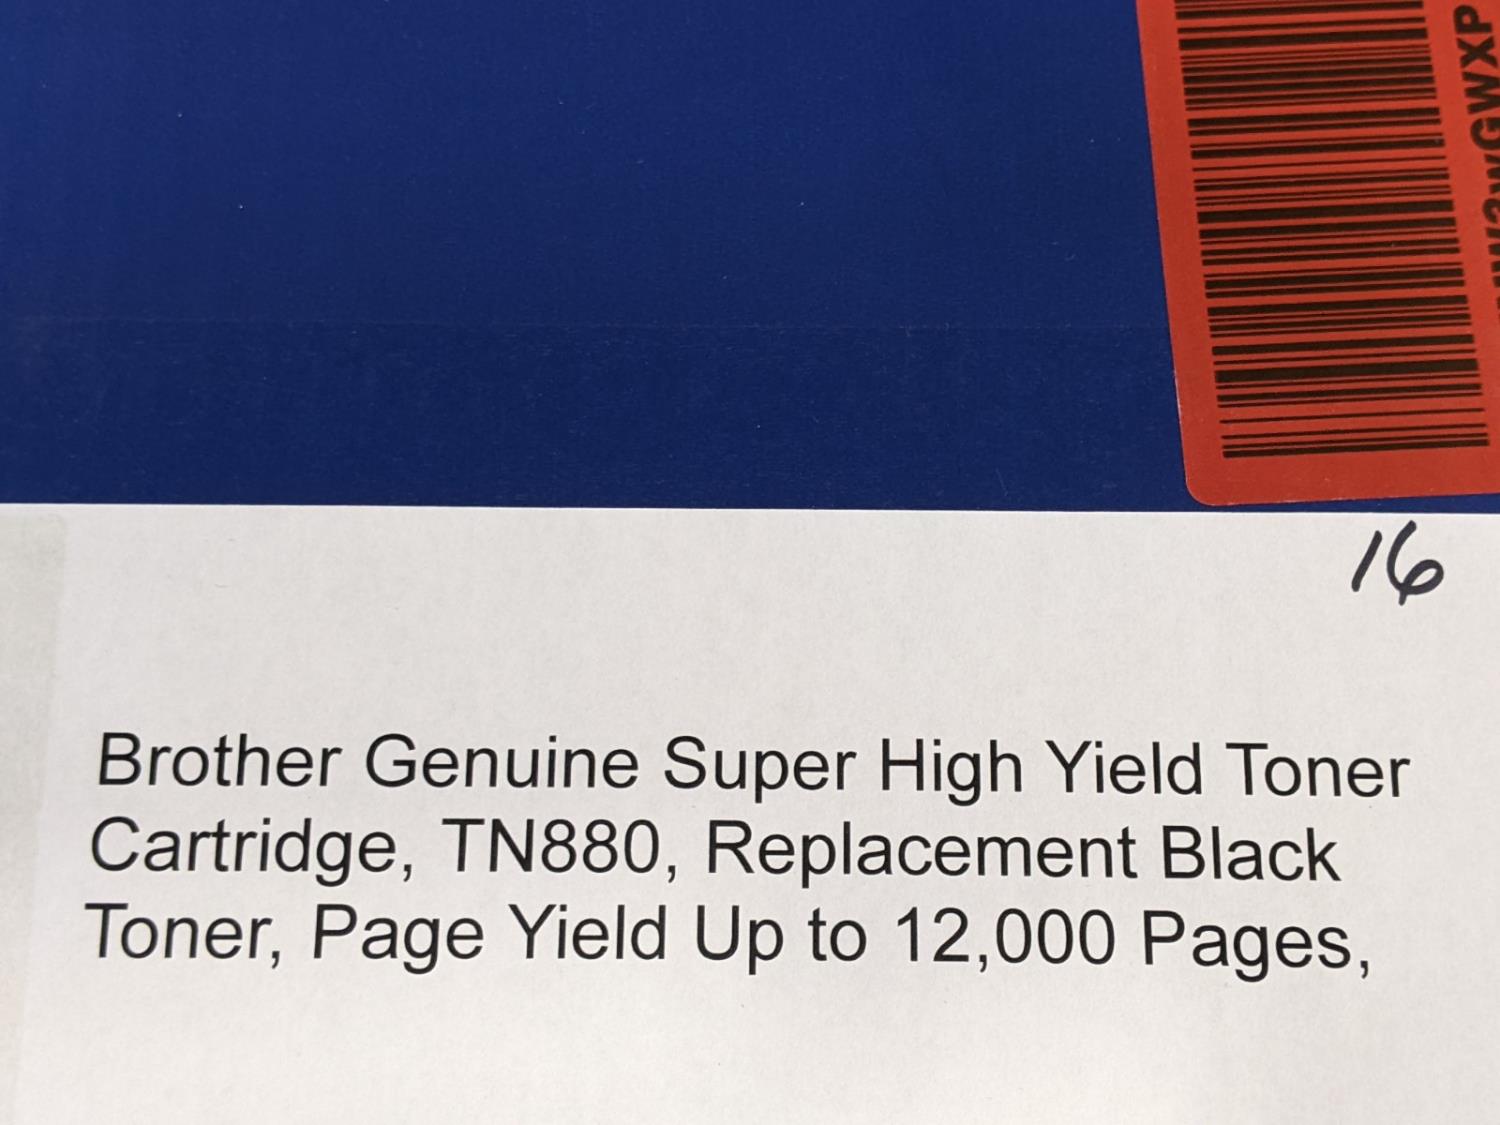 16
Brother Genuine Super High Yield Toner
Cartridge, TN880, Replacement Black
Toner, Page Yield Up to 12,000 Pages,